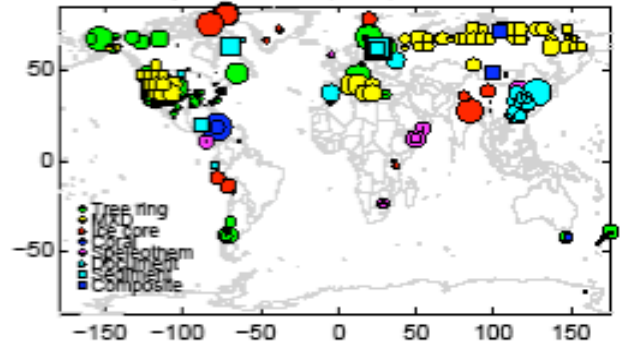 50
0
−50
Tree ring
MXD
Ice core
Coral
Speleothem
Document
Sediment
Composite
−150 −100 −50 0 50 100 150